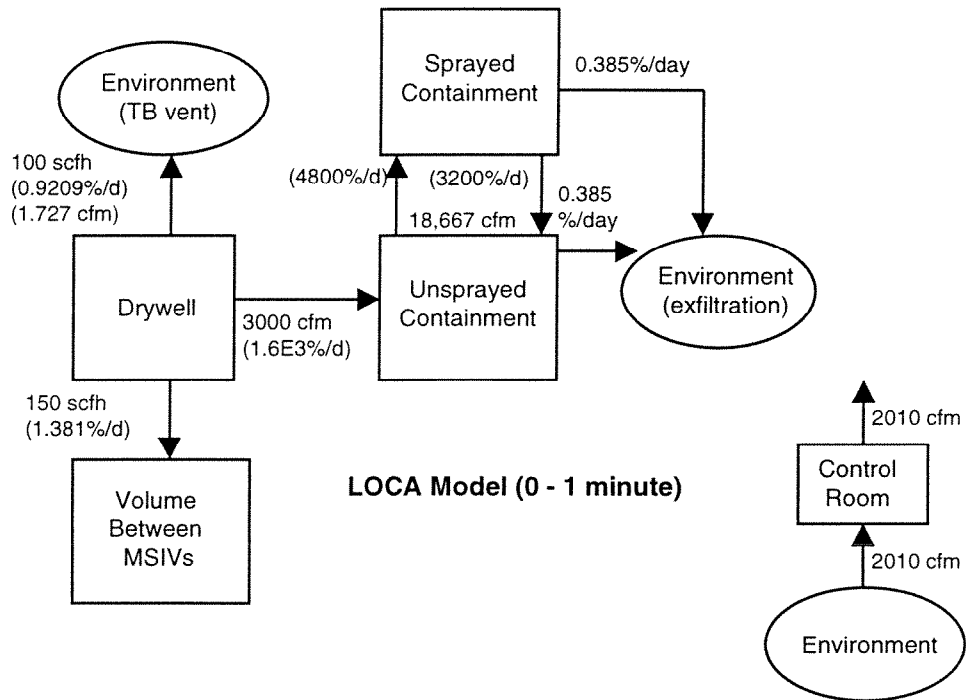 Environment
(TB vent)
Sprayed
Containment
0.385%/day
100 scfh
(0.9209%/d)
(1.727 cfm)
(4800%/d)
(3200%/d)
0.385
%/day
18,667 cfm
Drywell
3000 cfm
(1.6E3%/d)
Unsprayed
Containment
Environment
(exfiltration)
150 scfh
(1.381%/d)
Volume
Between
MSIVs
LOCA Model (0 - 1 minute)
2010 cfm
Control
Room
2010 cfm
Environment